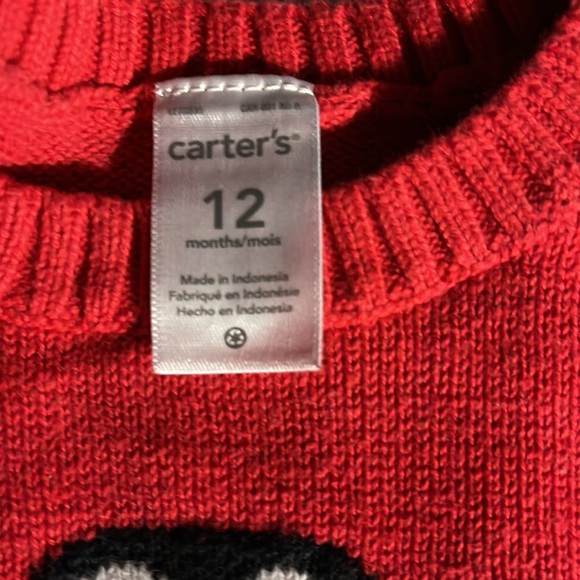 carter's®
12
months/mois
Made in Indonesia
Fabriqué en Indonésie
Hecho en Indonesia